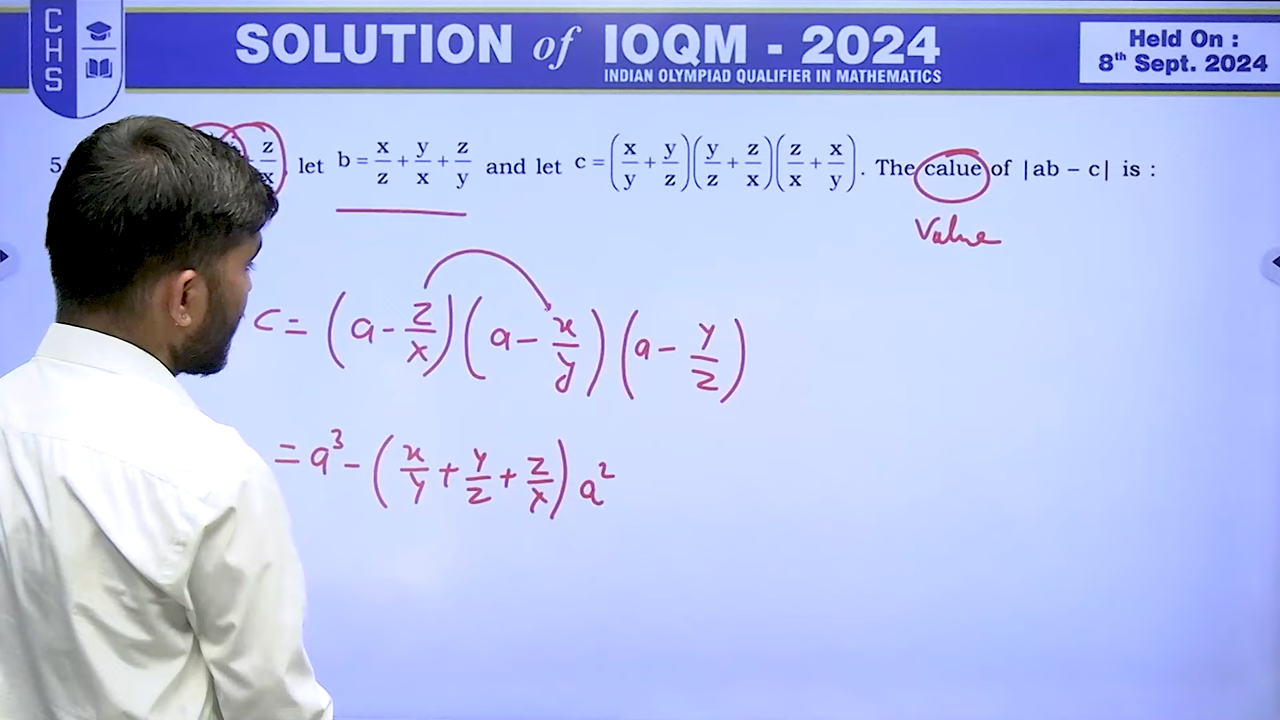 CHS
SOLUTION of IOQM - 2024
INDIAN OLYMPIAD QUALIFIER IN MATHEMATICS
Held On :
8th Sept. 2024
5 z/x, let b = x/z + y/x + z/y and let c = (x/y + y/z)(y/z + z/x)(z/x + x/y). The calue of |ab − c| is :
Value
c = (a - z/x)(a - x/y)(a - y/z)
= a³ - (x/y + y/z + z/x) a²